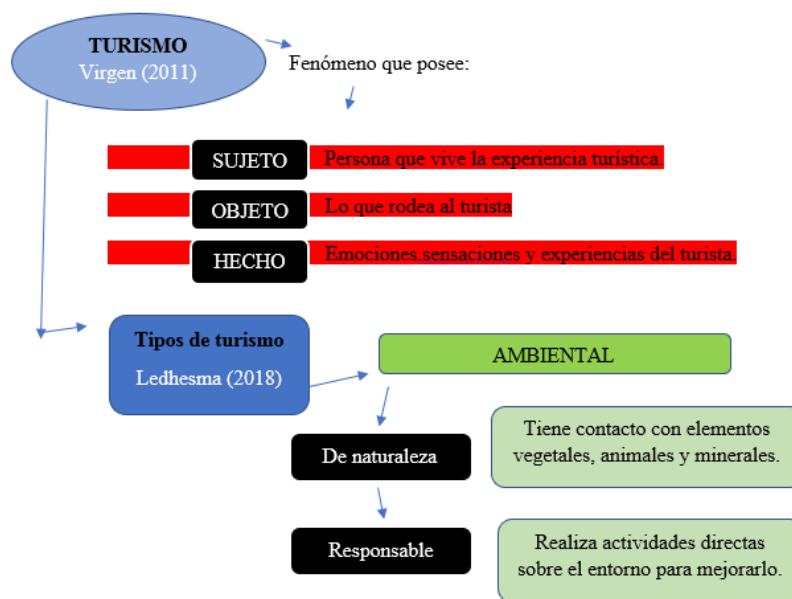 TURISMO
Virgen (2011)
Fenómeno que posee:
SUJETO
Persona que vive la experiencia turística.
OBJETO
Lo que rodea al turista
HECHO
Emociones,sensaciones y experiencias del turista.
Tipos de turismo
Ledhesma (2018)
AMBIENTAL
De naturaleza
Tiene contacto con elementos
vegetales, animales y minerales.
Responsable
Realiza actividades directas
sobre el entorno para mejorarlo.